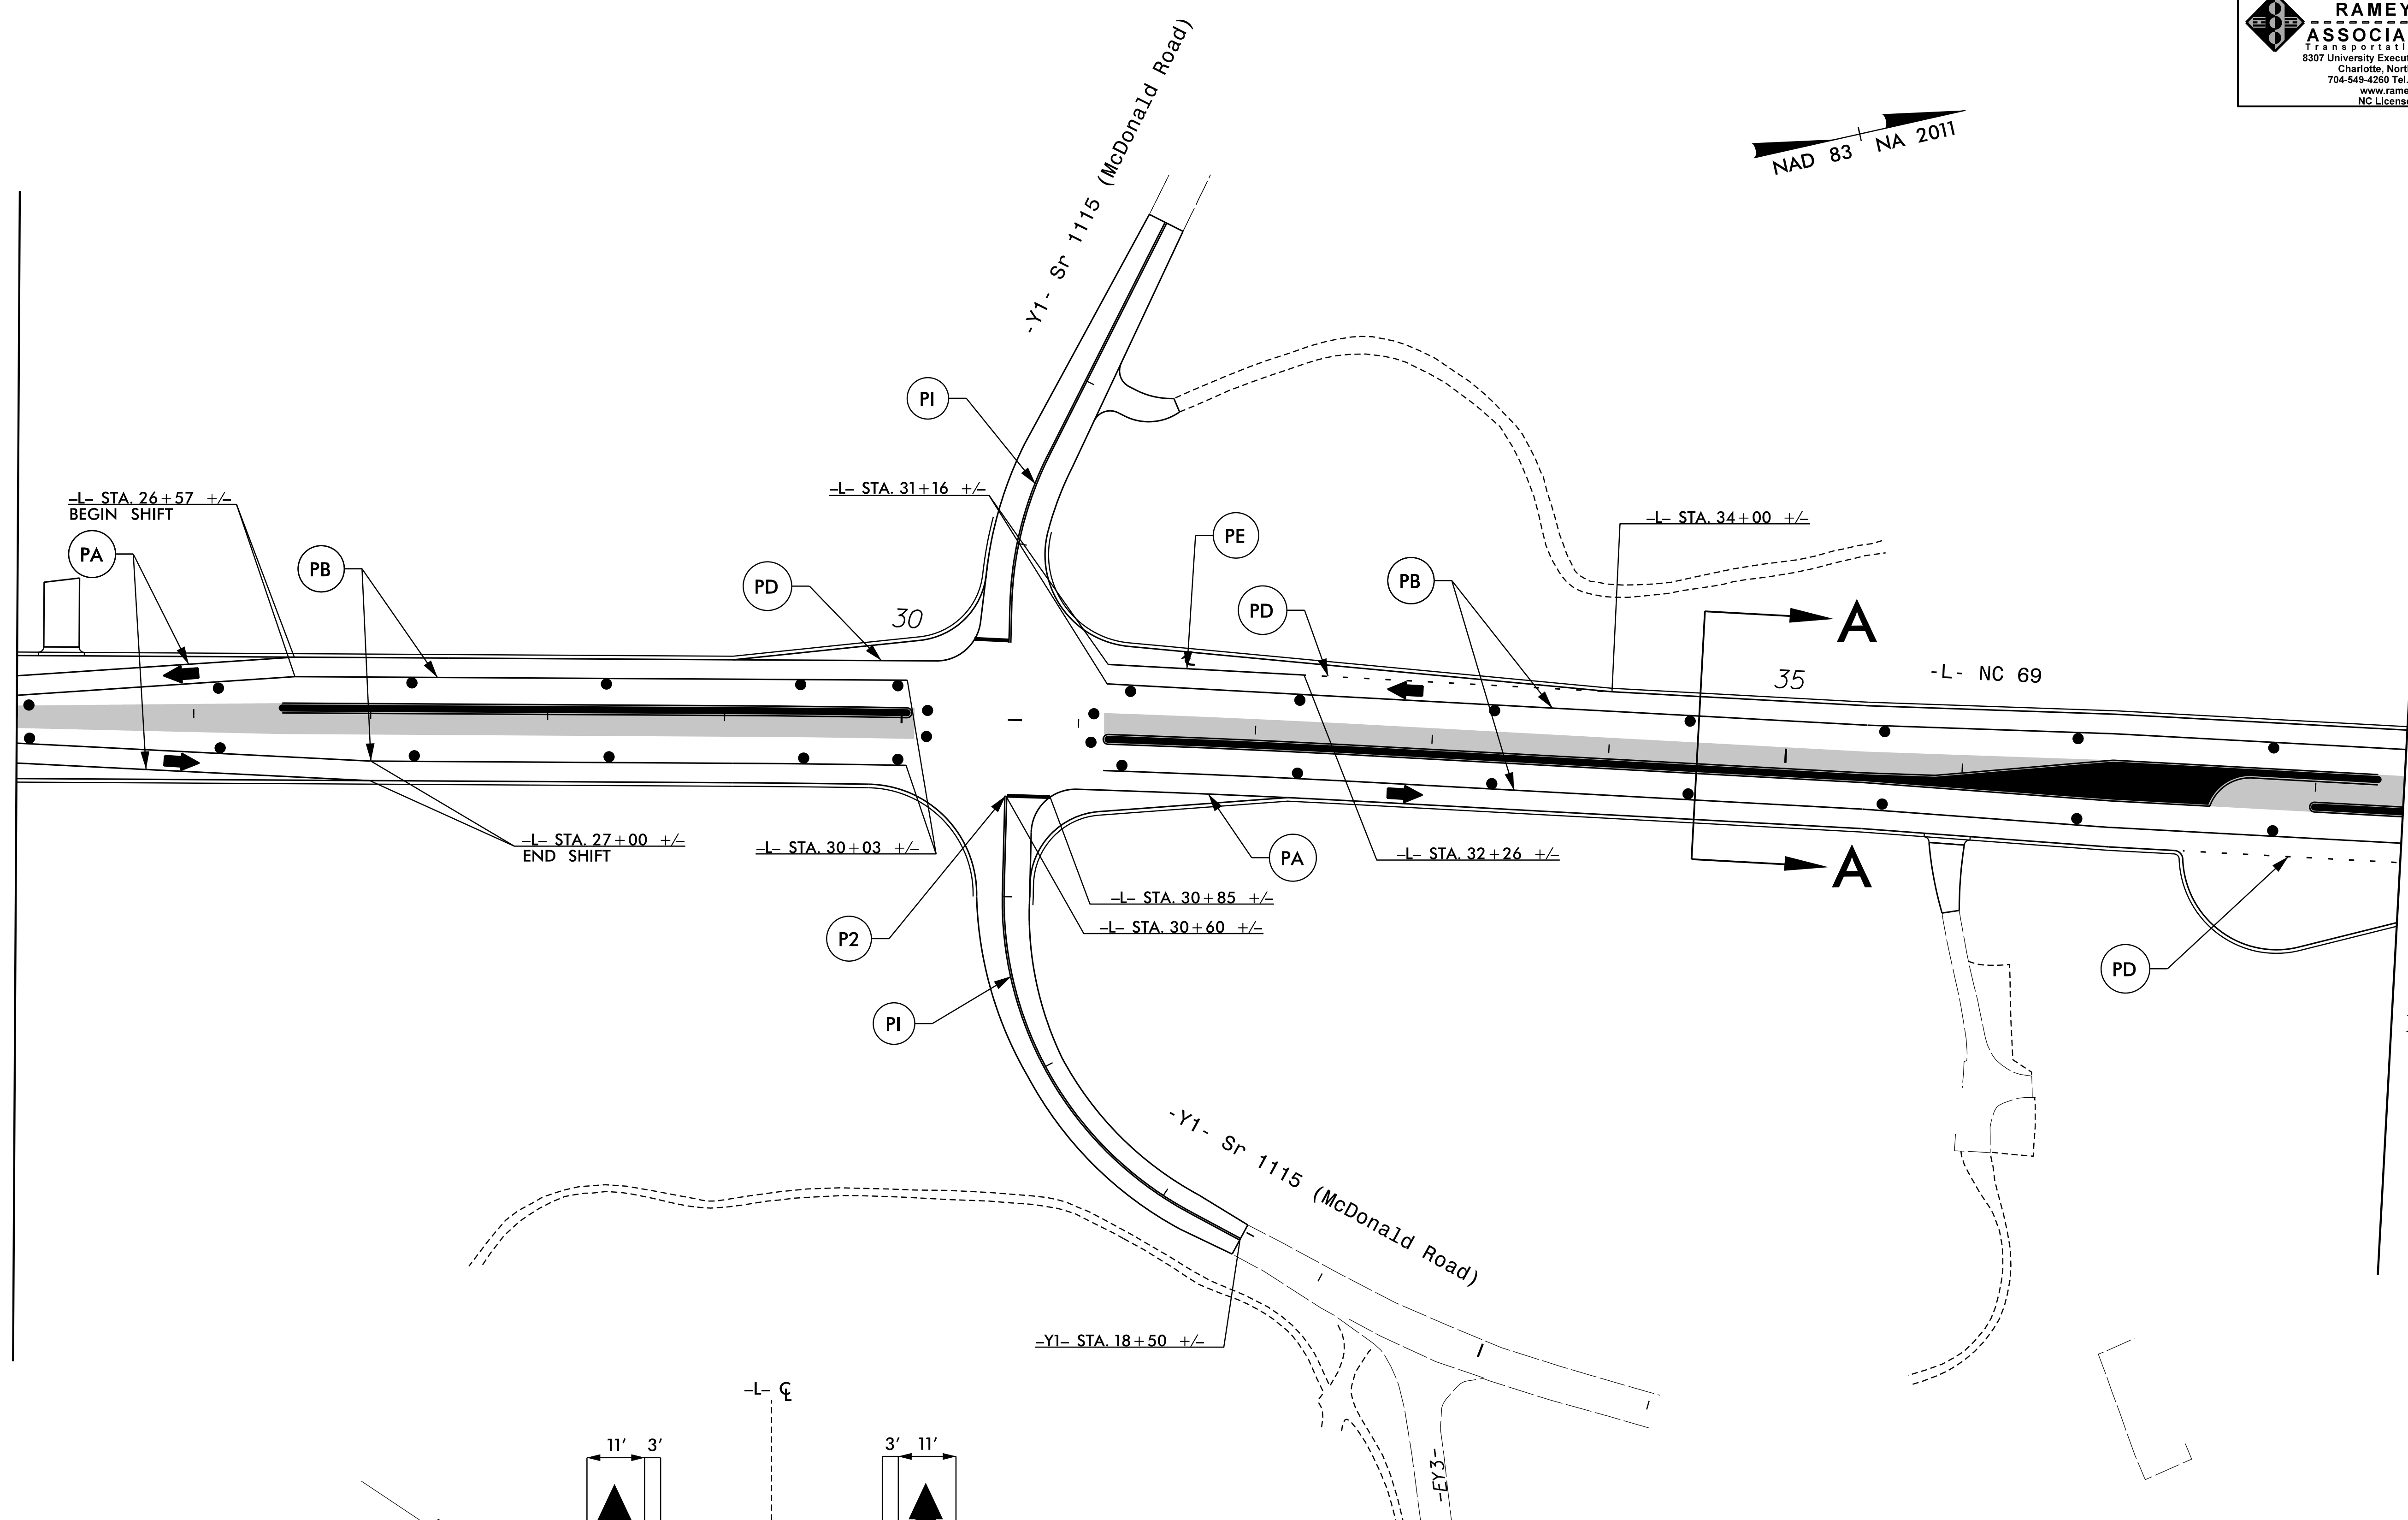 RAMEY
ASSOCIA
Transportati
8307 University Execut
Charlotte, Nort
704-549-4260 Tel.
www.rame
NC License
NAD 83 NA 2011
-Y1- Sr 1115 (McDonald Road)
PI
-L- STA. 26+57 +/-
BEGIN SHIFT
PA
PB
-L- STA. 31+16 +/-
PD
30
PE
PD
PB
-L- STA. 34+00 +/-
A
35
-L- NC 69
-L- STA. 27+00 +/-
END SHIFT
-L- STA. 30+03 +/-
PA
-L- STA. 32+26 +/-
A
-L- STA. 30+85 +/-
-L- STA. 30+60 +/-
P2
PD
PI
-Y1- Sr 1115 (McDonald Road)
-Y1- STA. 18+50 +/-
-L- ℄
11' 3'
3' 11'
-EY3-